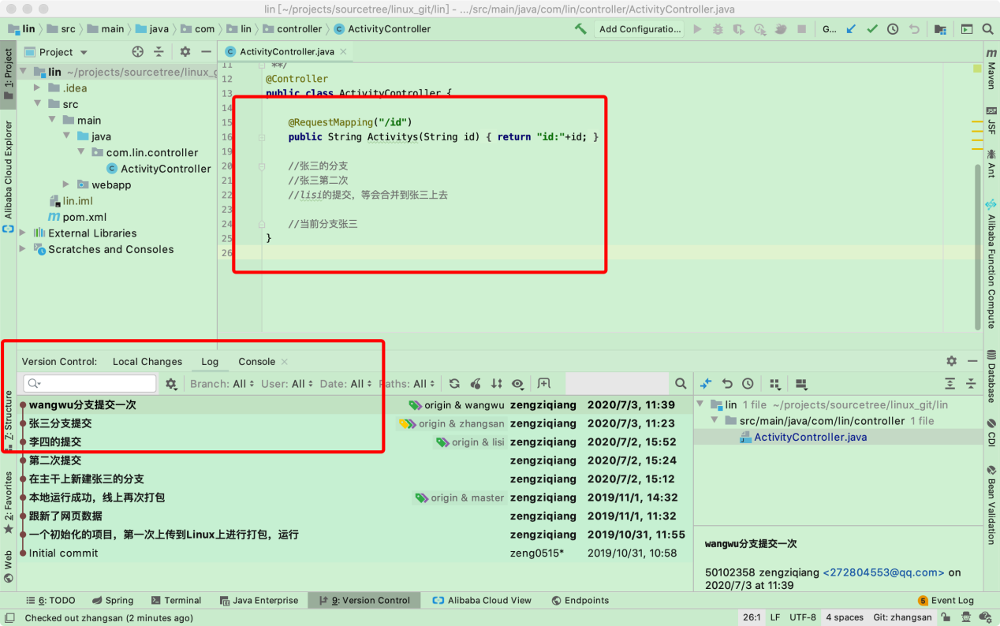 lin [~/projects/sourcetree/linux_git/lin] - .../src/main/java/com/lin/controller/ActivityController.java
lin src main java com lin controller ActivityController
Add Configuratio...
G...
Project
ActivityController.java
1: Project
Alibaba Cloud Explorer
Z: Structure
2: Favorites
Web
lin ~/projects/sourcetree/linux_g
.idea
src
main
java
com.lin.controller
ActivityController
webapp
lin.iml
pom.xml
External Libraries
Scratches and Consoles
11 **/
12 @Controller
13 public class ActivityController {
14
15 @RequestMapping("/id")
16 public String Activitys(String id) { return "id:"+id; }
19
20 //张三的分支
21 //张三第二次
22 //lisi的提交，等会合并到张三上去
23
24 //当前分支张三
25 }
26
Maven
JSF
Ant
Alibaba Function Compute
Database
CDI
Bean Validation
Version Control: Local Changes Log Console
Branch: All User: All Date: All Paths: All
wangwu分支提交一次 origin & wangwu zengziqiang 2020/7/3, 11:39
张三分支提交 origin & zhangsan zengziqiang 2020/7/3, 11:23
李四的提交 origin & lisi zengziqiang 2020/7/2, 15:52
第二次提交 zengziqiang 2020/7/2, 15:24
在主干上新建张三的分支 zengziqiang 2020/7/2, 15:12
本地运行成功，线上再次打包 origin & master zengziqiang 2019/11/1, 14:32
跟新了网页数据 zengziqiang 2019/11/1, 11:32
一个初始化的项目，第一次上传到Linux上进行打包，运行 zengziqiang 2019/10/31, 11:55
Initial commit zeng0515* 2019/10/31, 10:58
lin 1 file ~/projects/sourcetree/linux_git/lin
src/main/java/com/lin/controller 1 file
ActivityController.java
wangwu分支提交一次
50102358 zengziqiang <272804553@qq.com> on
2020/7/3 at 11:39
6: TODO Spring Terminal Java Enterprise 9: Version Control Alibaba Cloud View Endpoints 5 Event Log
Checked out zhangsan (2 minutes ago) 26:1 LF UTF-8 4 spaces Git: zhangsan